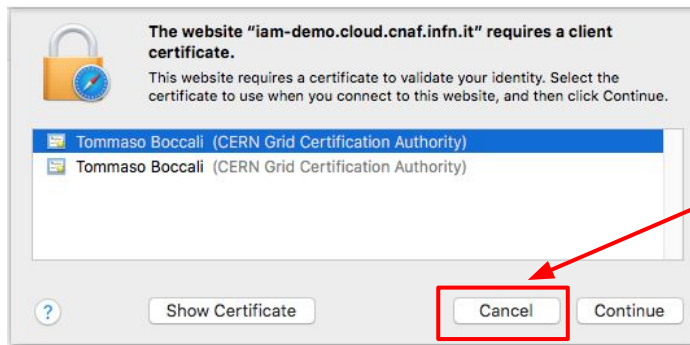 The website “iam-demo.cloud.cnaf.infn.it” requires a client
certificate.
This website requires a certificate to validate your identity. Select the
certificate to use when you connect to this website, and then click Continue.
Tommaso Boccali (CERN Grid Certification Authority)
Tommaso Boccali (CERN Grid Certification Authority)
? Show Certificate Cancel Continue